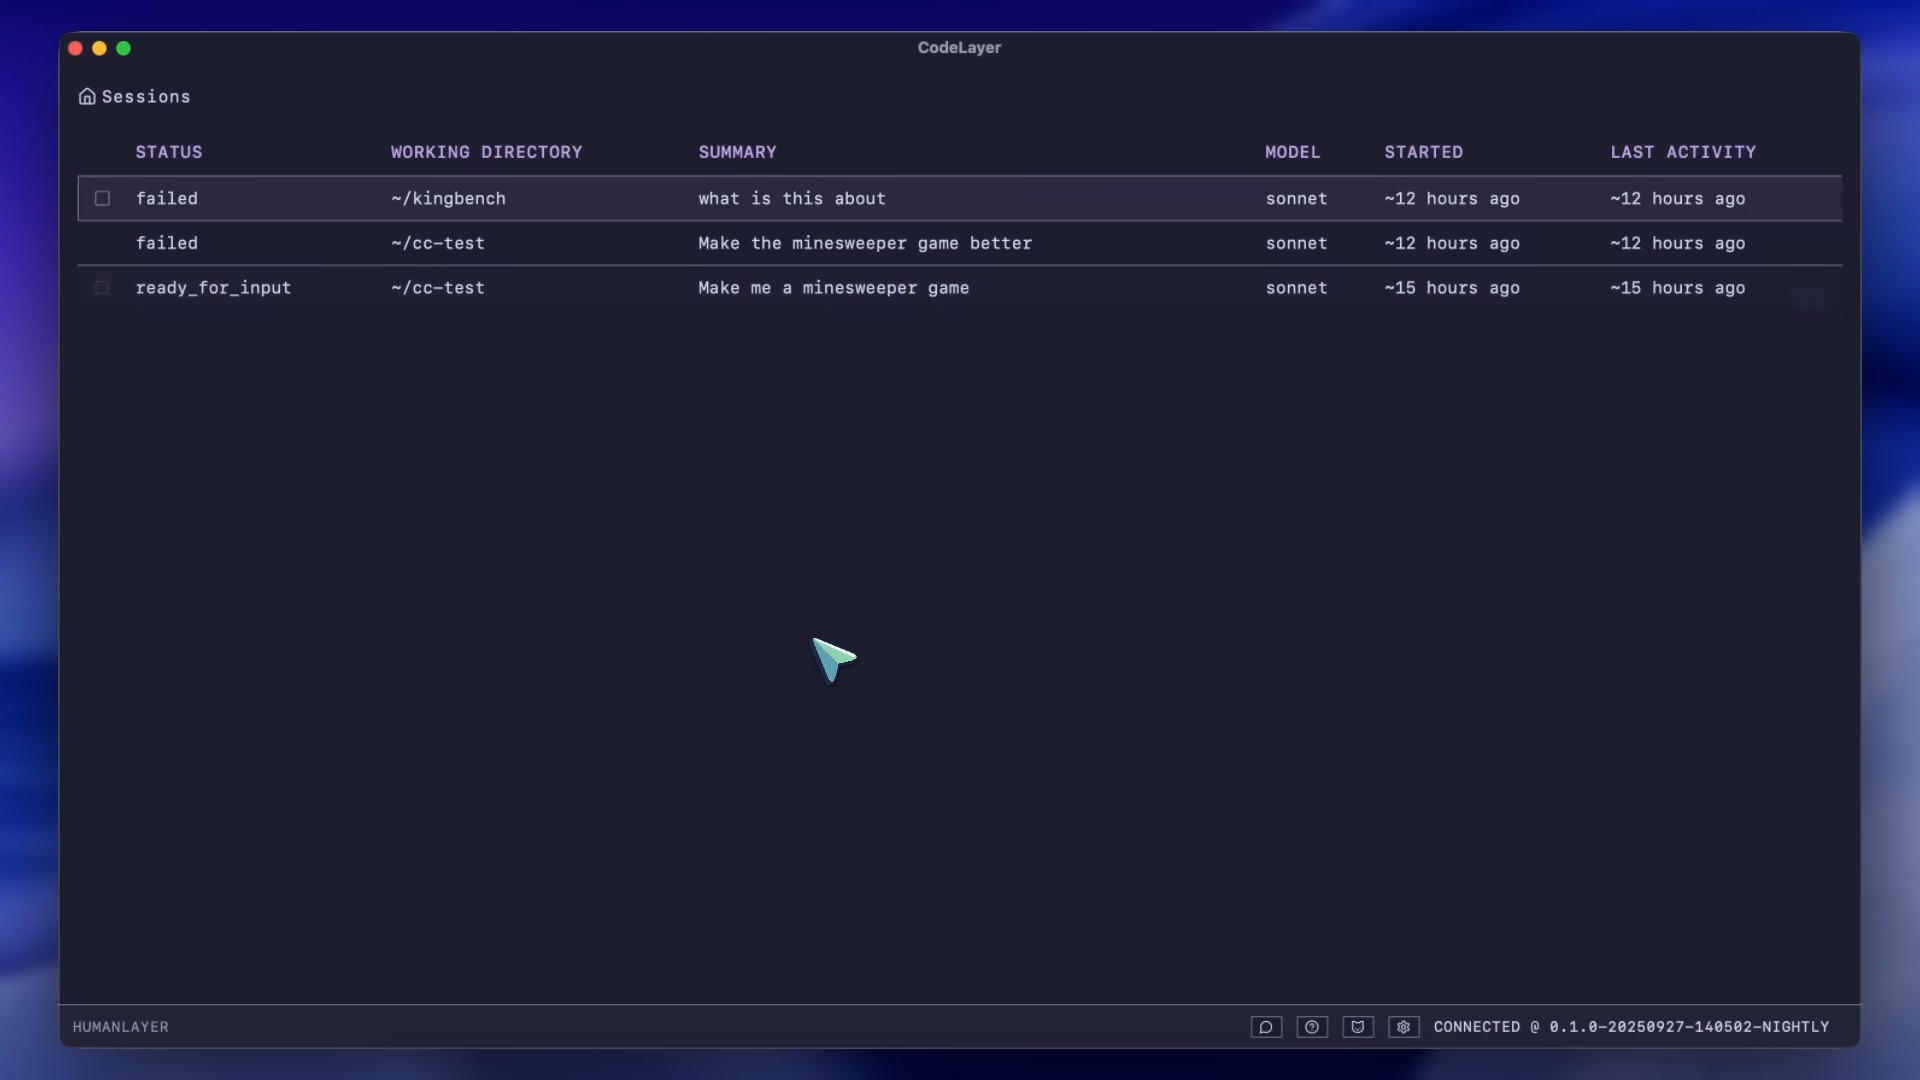 CodeLayer
Sessions
STATUS WORKING DIRECTORY SUMMARY MODEL STARTED LAST ACTIVITY
failed ~/kingbench what is this about sonnet ~12 hours ago ~12 hours ago
failed ~/cc-test Make the minesweeper game better sonnet ~12 hours ago ~12 hours ago
ready_for_input ~/cc-test Make me a minesweeper game sonnet ~15 hours ago ~15 hours ago
HUMANLAYER CONNECTED @ 0.1.0-20250927-140502-NIGHTLY